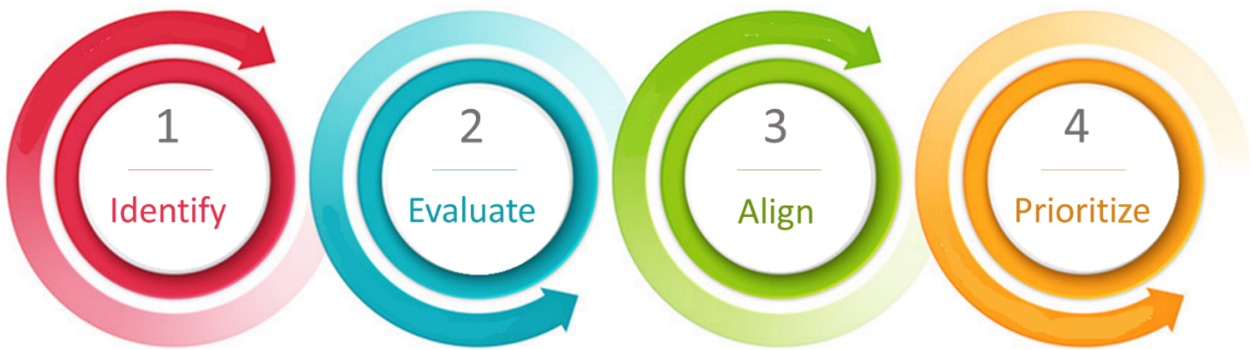 1
Identify
2
Evaluate
3
Align
4
Prioritize